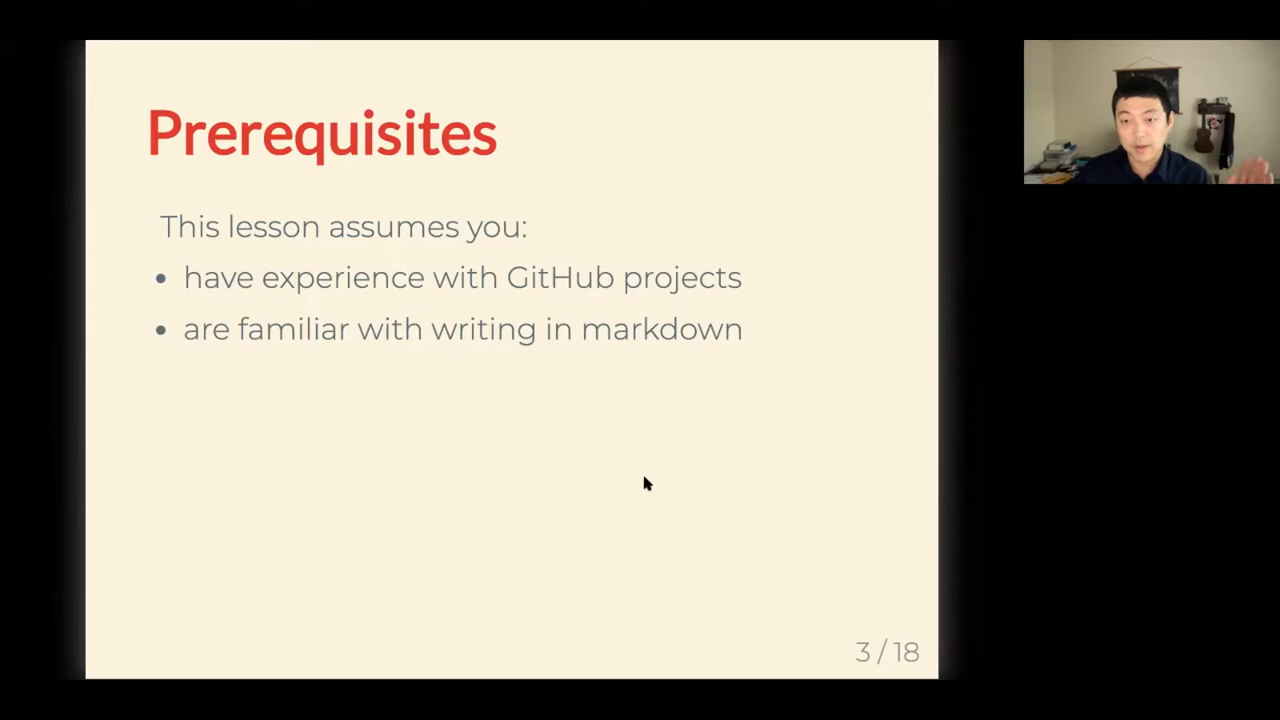 Prerequisites
This lesson assumes you:
• have experience with GitHub projects
• are familiar with writing in markdown
3 / 18